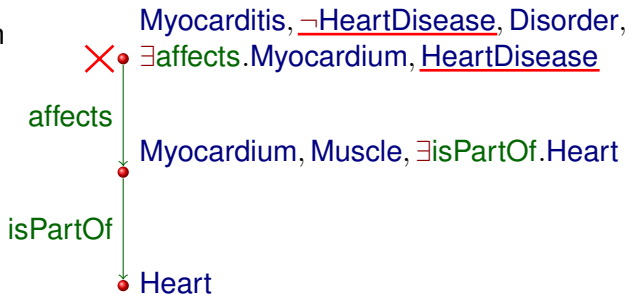 n
Myocarditis, ¬HeartDisease, Disorder,
∃affects.Myocardium, HeartDisease
affects
Myocardium, Muscle, ∃isPartOf.Heart
isPartOf
Heart